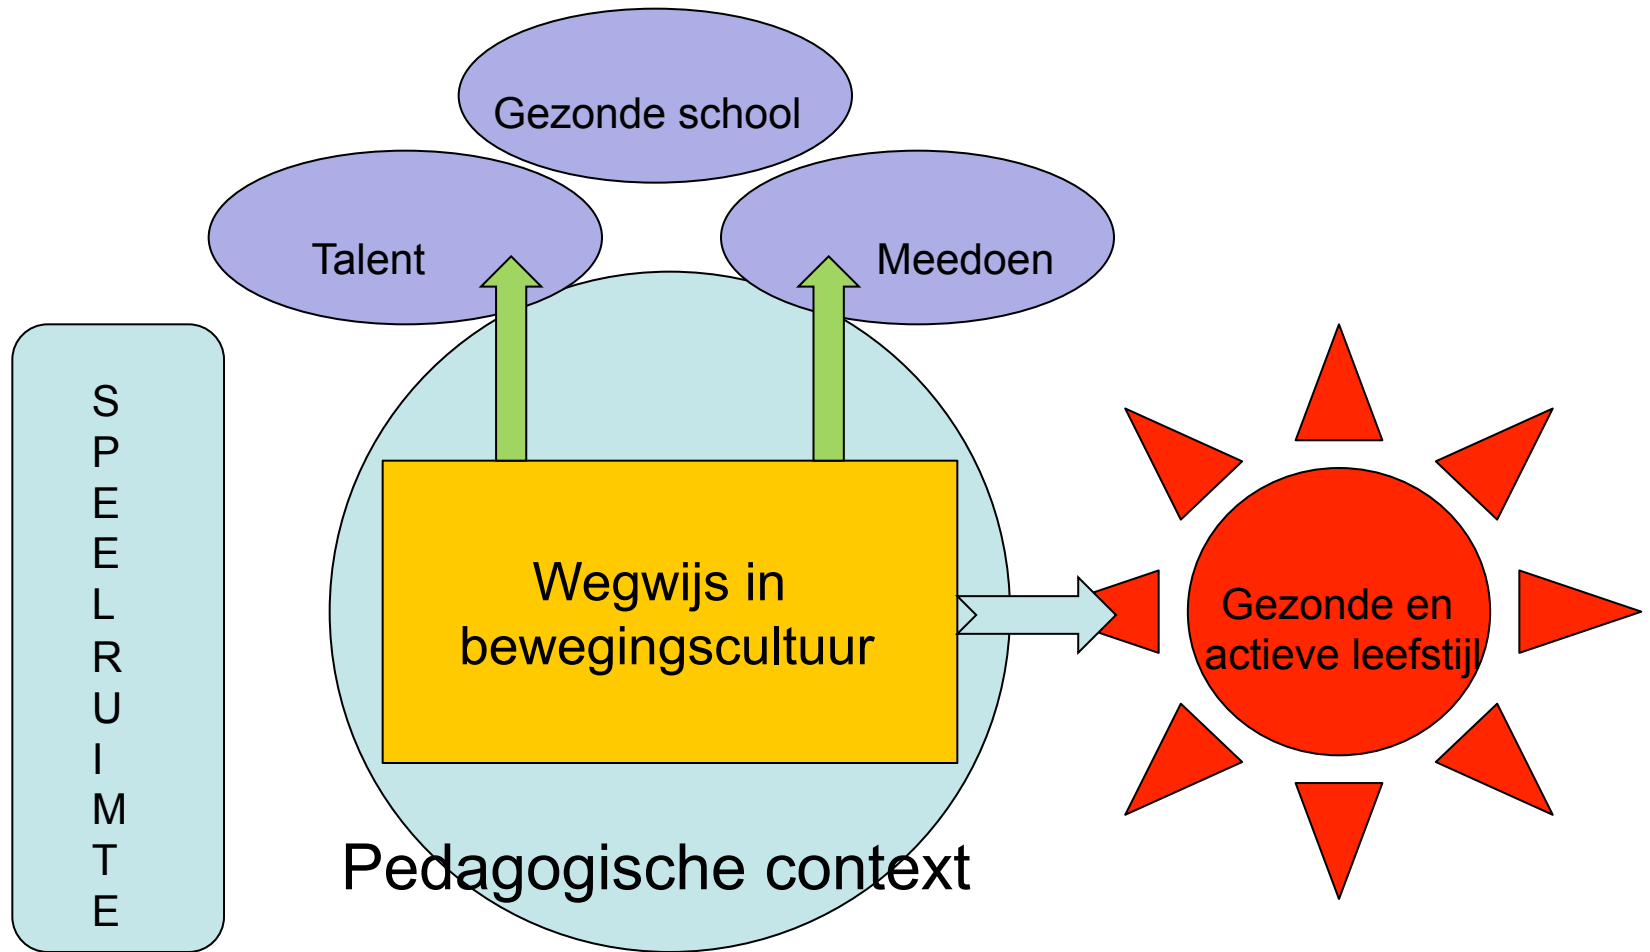 Gezonde school
Talent
Meedoen
S
P
E
E
L
R
U
I
M
T
E
Wegwijs in
bewegingscultuur
Gezonde en
actieve leefstijl
Pedagogische context